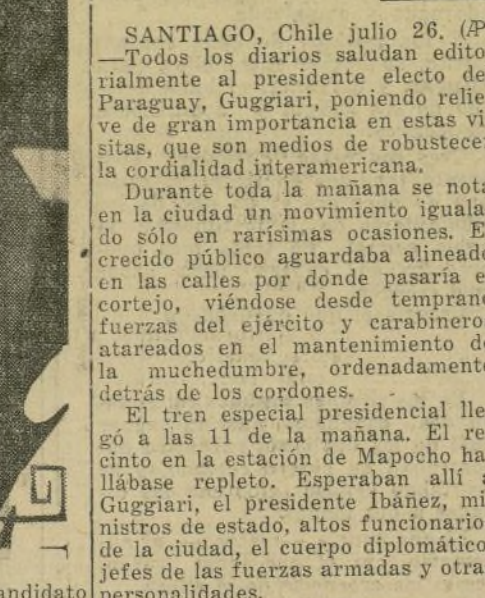 SANTIAGO, Chile julio 26. (AP
—Todos los diarios saludan edito
rialmente al presidente electo de
Paraguay, Guggiari, poniendo relie
ve de gran importancia en estas vi
sitas, que son medios de robustecer
la cordialidad interamericana.
Durante toda la mañana se nota
en la ciudad un movimiento iguala
do sólo en rarísimas ocasiones. E
crecido público aguardaba alineado
en las calles por donde pasaría e
cortejo, viéndose desde temprano
fuerzas del ejército y carabinero
atareados en el mantenimiento de
la muchedumbre, ordenadamente
detrás de los cordones.
El tren especial presidencial lle
gó a las 11 de la mañana. El re
cinto en la estación de Mapocho ha
llábase repleto. Esperaban allí a
Guggiari, el presidente Ibáñez, mi
nistros de estado, altos funcionario
de la ciudad, el cuerpo diplomático
jefes de las fuerzas armadas y otra
andidato personalidades.